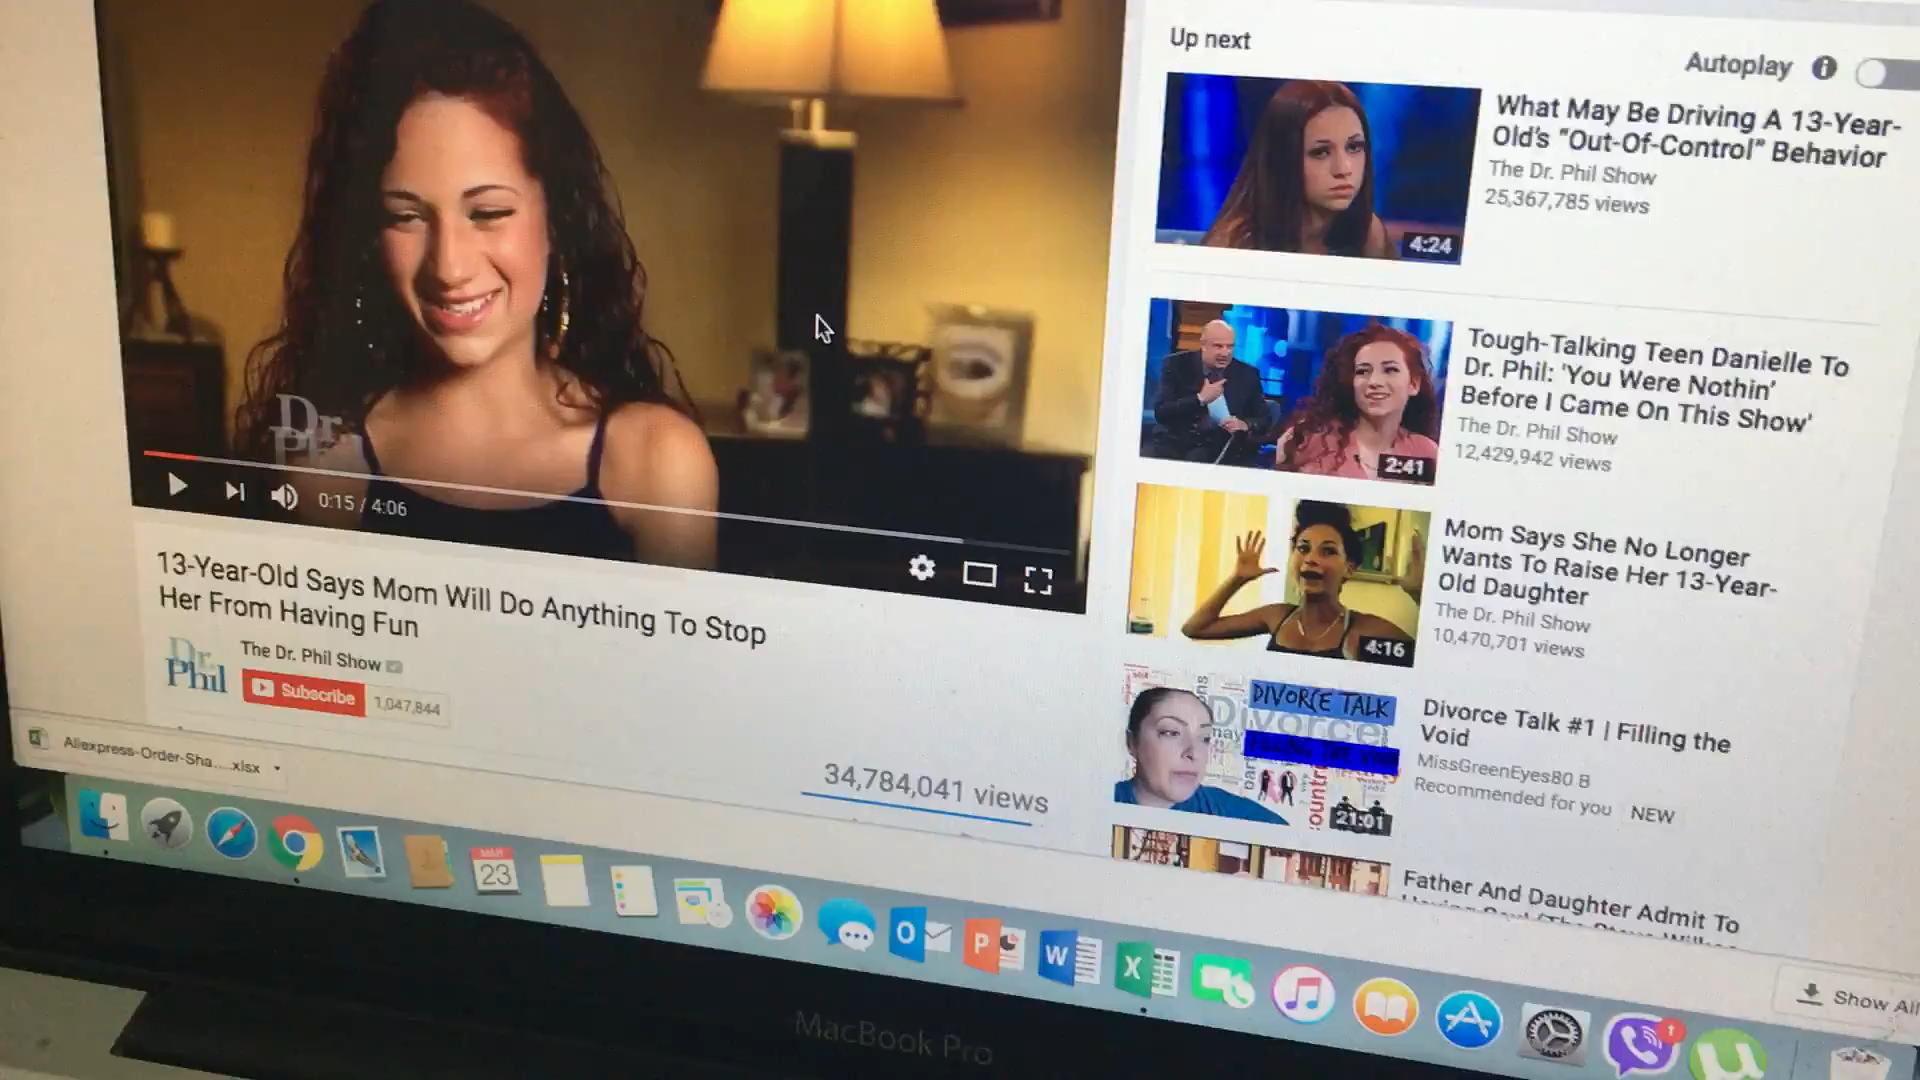 Dr.
Phil
0:15 / 4:06
13-Year-Old Says Mom Will Do Anything To Stop
Her From Having Fun
Dr.
Phil
The Dr. Phil Show
Subscribe
1,047,844
34,784,041 views
Up next
Autoplay
4:24
What May Be Driving A 13-Year-
Old's "Out-Of-Control" Behavior
The Dr. Phil Show
25,367,785 views
2:41
Tough-Talking Teen Danielle To
Dr. Phil: 'You Were Nothin'
Before I Came On This Show'
The Dr. Phil Show
12,429,942 views
4:16
Mom Says She No Longer
Wants To Raise Her 13-Year-
Old Daughter
The Dr. Phil Show
10,470,701 views
DIVORCE TALK
Divorce
may
21:01
Divorce Talk #1 | Filling the
Void
MissGreenEyes80 B
Recommended for you NEW
Father And Daughter Admit To
Aliexpress-Order-Sha....xlsx
Show All
MAR
23
O
P
W
X
1
MacBook Pro